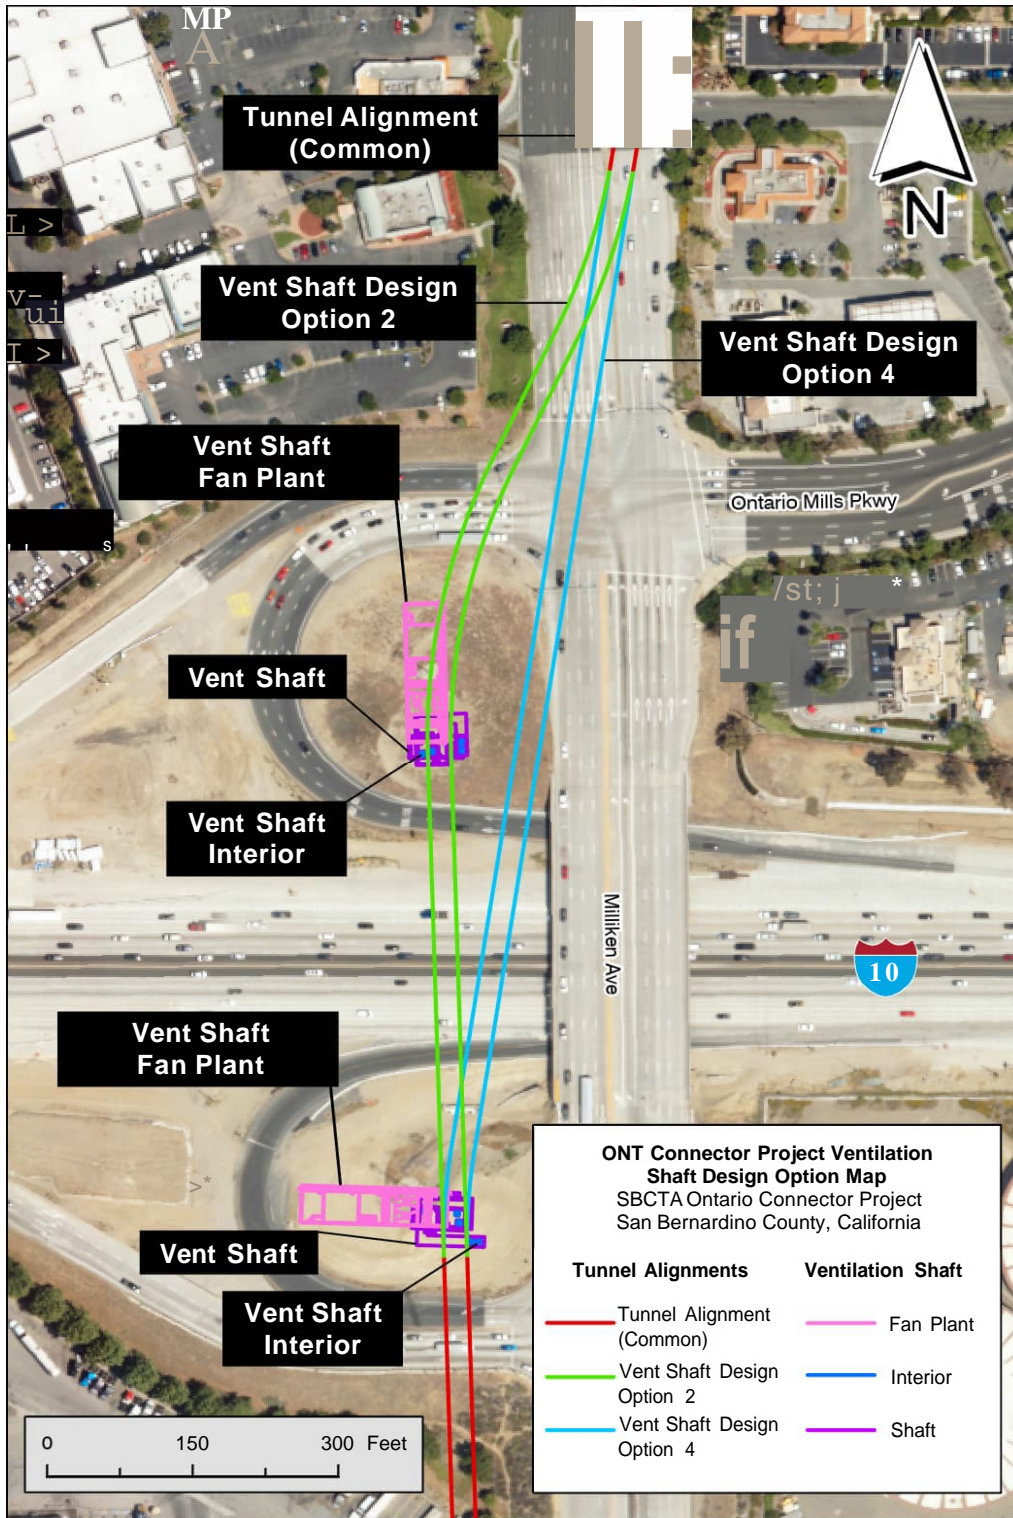 MP
A
Tunnel Alignment
(Common)
N
L >
Vent Shaft Design
Option 2
v-
ui
I >
Vent Shaft Design
Option 4
Vent Shaft
Fan Plant
Ontario Mills Pkwy
s
/st; j *
if
Vent Shaft
Vent Shaft
Interior
Milliken Ave
10
Vent Shaft
Fan Plant
>*
Vent Shaft
Vent Shaft
Interior
ONT Connector Project Ventilation
Shaft Design Option Map
SBCTA Ontario Connector Project
San Bernardino County, California
Tunnel Alignments
Tunnel Alignment
(Common)
Vent Shaft Design
Option 2
Vent Shaft Design
Option 4
Ventilation Shaft
Fan Plant
Interior
Shaft
0 150 300 Feet